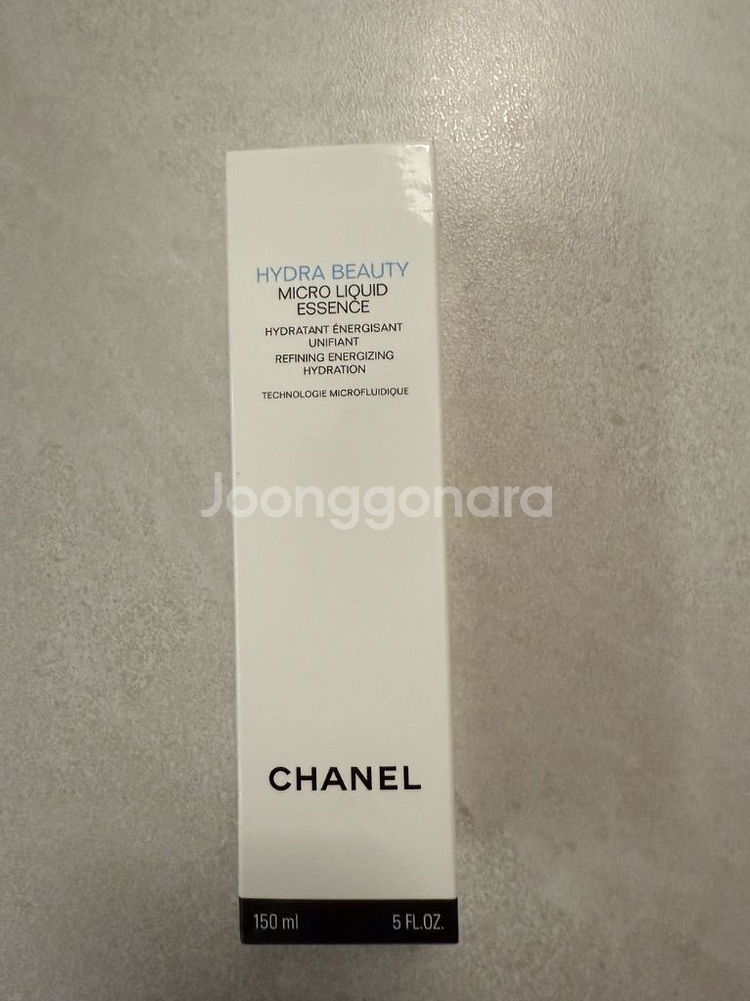 HYDRA BEAUTY
MICRO LIQUID
ESSENCE
HYDRATANT ÉNERGISANT
UNIFIANT
REFINING ENERGIZING
HYDRATION
TECHNOLOGIE MICROFLUIDIQUE
Joonggonara
CHANEL
150 ml 5 FL.OZ.